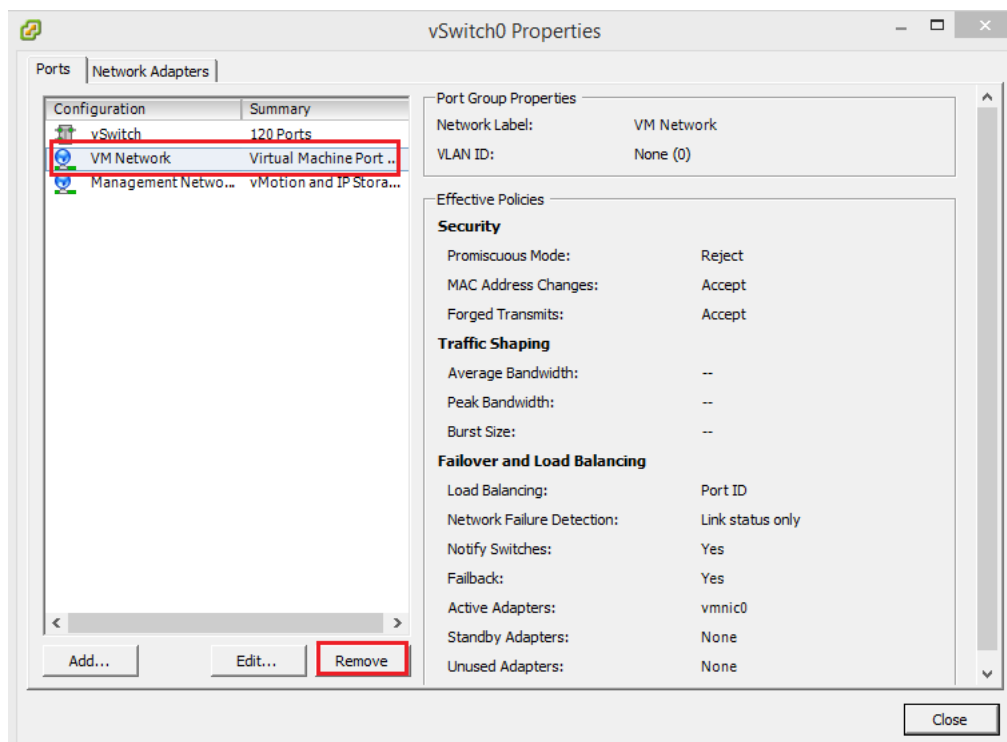 vSwitch0 Properties
Ports
Network Adapters
Configuration Summary
vSwitch 120 Ports
VM Network Virtual Machine Port ...
Management Netwo... vMotion and IP Stora...
Add...
Edit...
Remove
Port Group Properties
Network Label: VM Network
VLAN ID: None (0)
Effective Policies
Security
Promiscuous Mode: Reject
MAC Address Changes: Accept
Forged Transmits: Accept
Traffic Shaping
Average Bandwidth: --
Peak Bandwidth: --
Burst Size: --
Failover and Load Balancing
Load Balancing: Port ID
Network Failure Detection: Link status only
Notify Switches: Yes
Failback: Yes
Active Adapters: vmnic0
Standby Adapters: None
Unused Adapters: None
Close